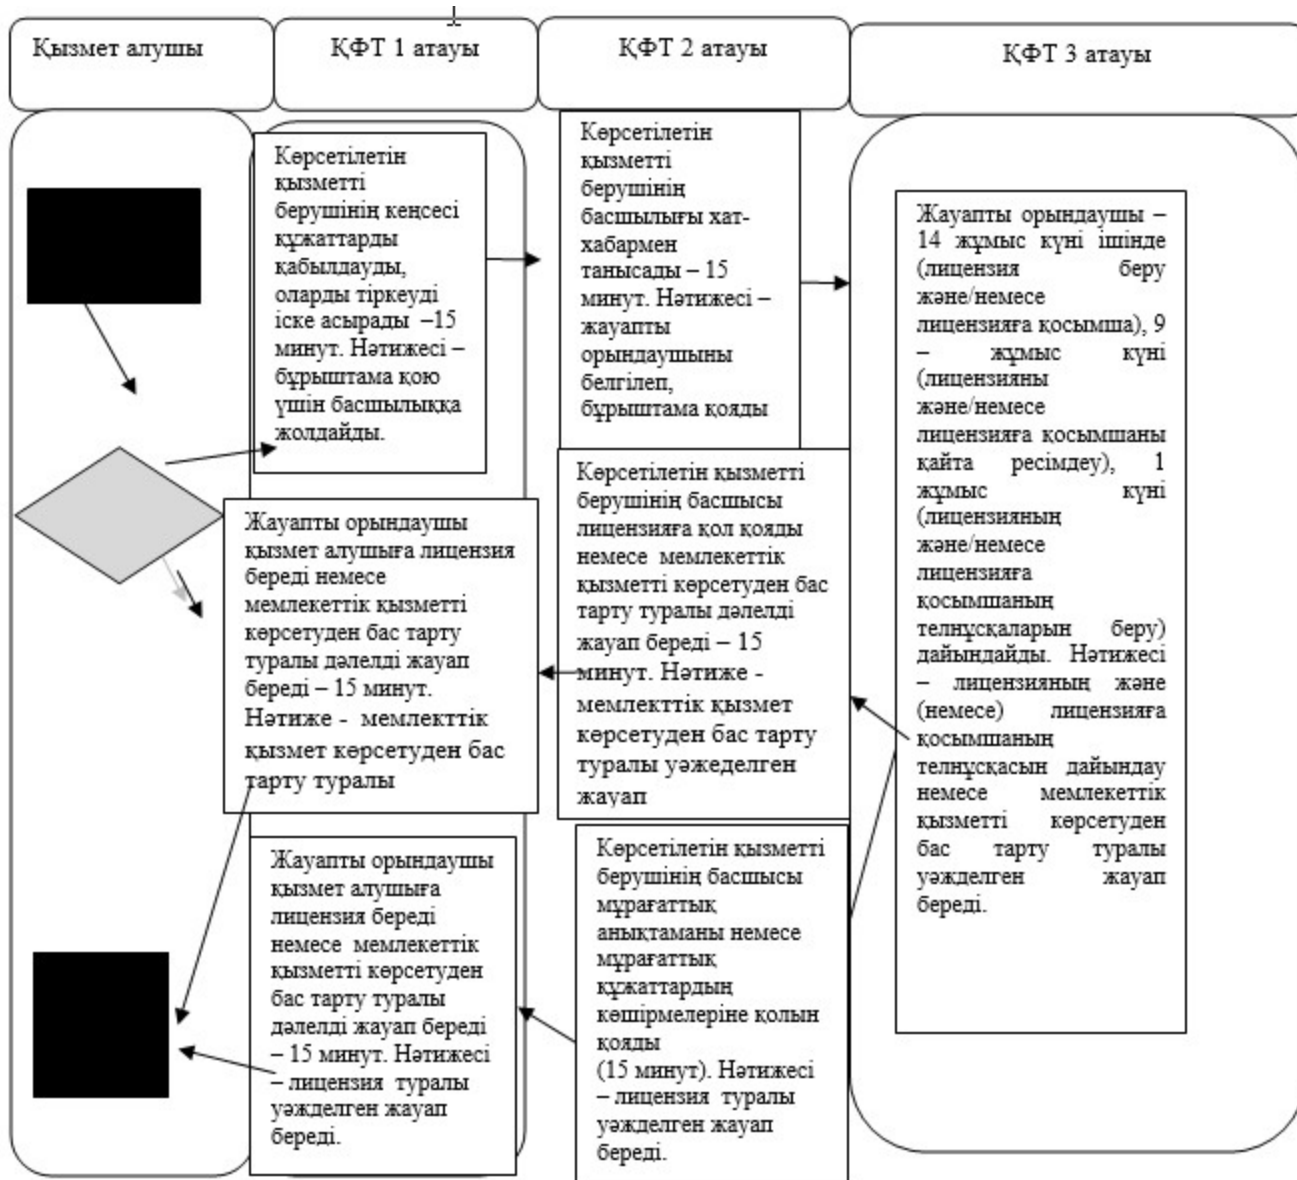 Қызмет алушы
ҚФТ 1 атауы
ҚФТ 2 атауы
ҚФТ 3 атауы
Көрсетілетін
қызметті
берушінің кеңсесі
құжаттарды
қабылдауды,
оларды тіркеуді
іске асырады –15
минут. Нәтижесі –
бұрыштама қою
үшін басшылыққа
жолдайды.
Көрсетілетін
қызметті
берушінің
басшылығы хат-
хабармен
танысады – 15
минут. Нәтижесі –
жауапты
орындаушыны
белгілеп,
бұрыштама қояды
Жауапты орындаушы –
14 жұмыс күні ішінде
(лицензия беру
және/немесе
лицензияға қосымша), 9
– жұмыс күні
(лицензияны
және/немесе
лицензияға қосымшаны
қайта ресімдеу), 1
жұмыс күні
(лицензияның
және/немесе
лицензияға
қосымшаның
телнұсқаларын беру)
дайындайды. Нәтижесі
– лицензияның және
(немесе) лицензияға
қосымшаның
телнұсқасын дайындау
немесе мемлекеттік
қызметті көрсетуден
бас тарту туралы
уәжделген жауап
береді.
Көрсетілетін қызметті
берушінің басшысы
лицензияға қол қояды
немесе мемлекеттік
қызметті көрсетуден бас
тарту туралы дәлелді
жауап береді – 15
минут. Нәтиже -
мемлекттік қызмет
көрсетуден бас тарту
туралы уәжеделген
жауап
Жауапты орындаушы
қызмет алушыға лицензия
береді немесе
мемлекеттік қызметті
көрсетуден бас тарту
туралы дәлелді жауап
береді – 15 минут.
Нәтиже - мемлекттік
қызмет көрсетуден бас
тарту туралы
Көрсетілетін қызметті
берушінің басшысы
мұрағаттық
анықтаманы немесе
мұрағаттық
құжаттардың
көшірмелеріне қолын
қояды
(15 минут). Нәтижесі
– лицензия туралы
уәжделген жауап
береді.
Жауапты орындаушы
қызмет алушыға
лицензия береді
немесе мемлекеттік
қызметті көрсетуден
бас тарту туралы
дәлелді жауап береді
– 15 минут. Нәтижесі
– лицензия туралы
уәжделген жауап
береді.